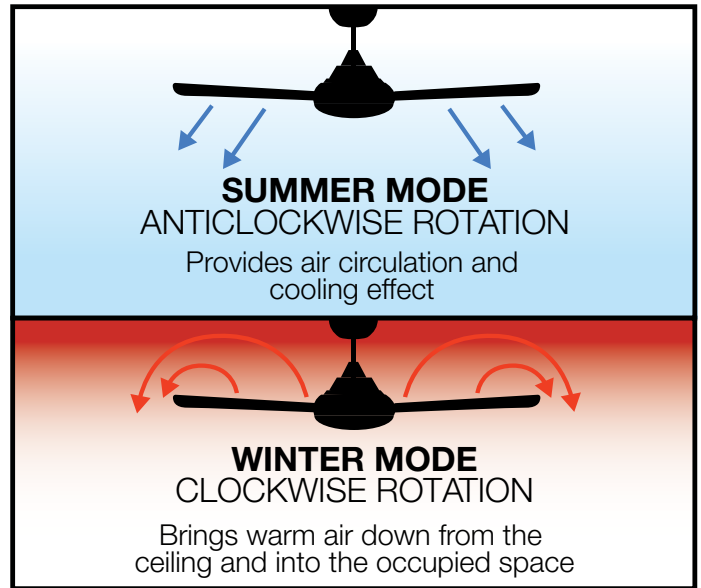 SUMMER MODE
ANTICLOCKWISE ROTATION
Provides air circulation and
cooling effect
WINTER MODE
CLOCKWISE ROTATION
Brings warm air down from the
ceiling and into the occupied space